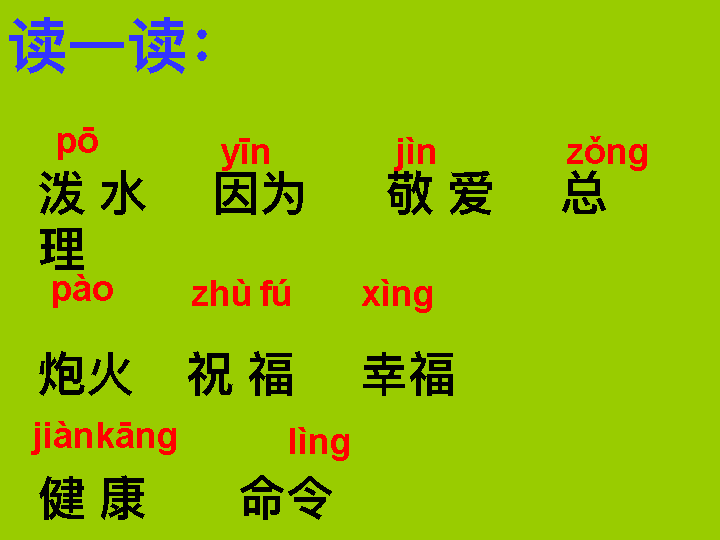 读一读：
pō yīn jìn zǒng
泼 水 因为 敬 爱 总
理
pào zhù fú xìng
炮火 祝 福 幸福
jiànkāng lìng
健 康 命令